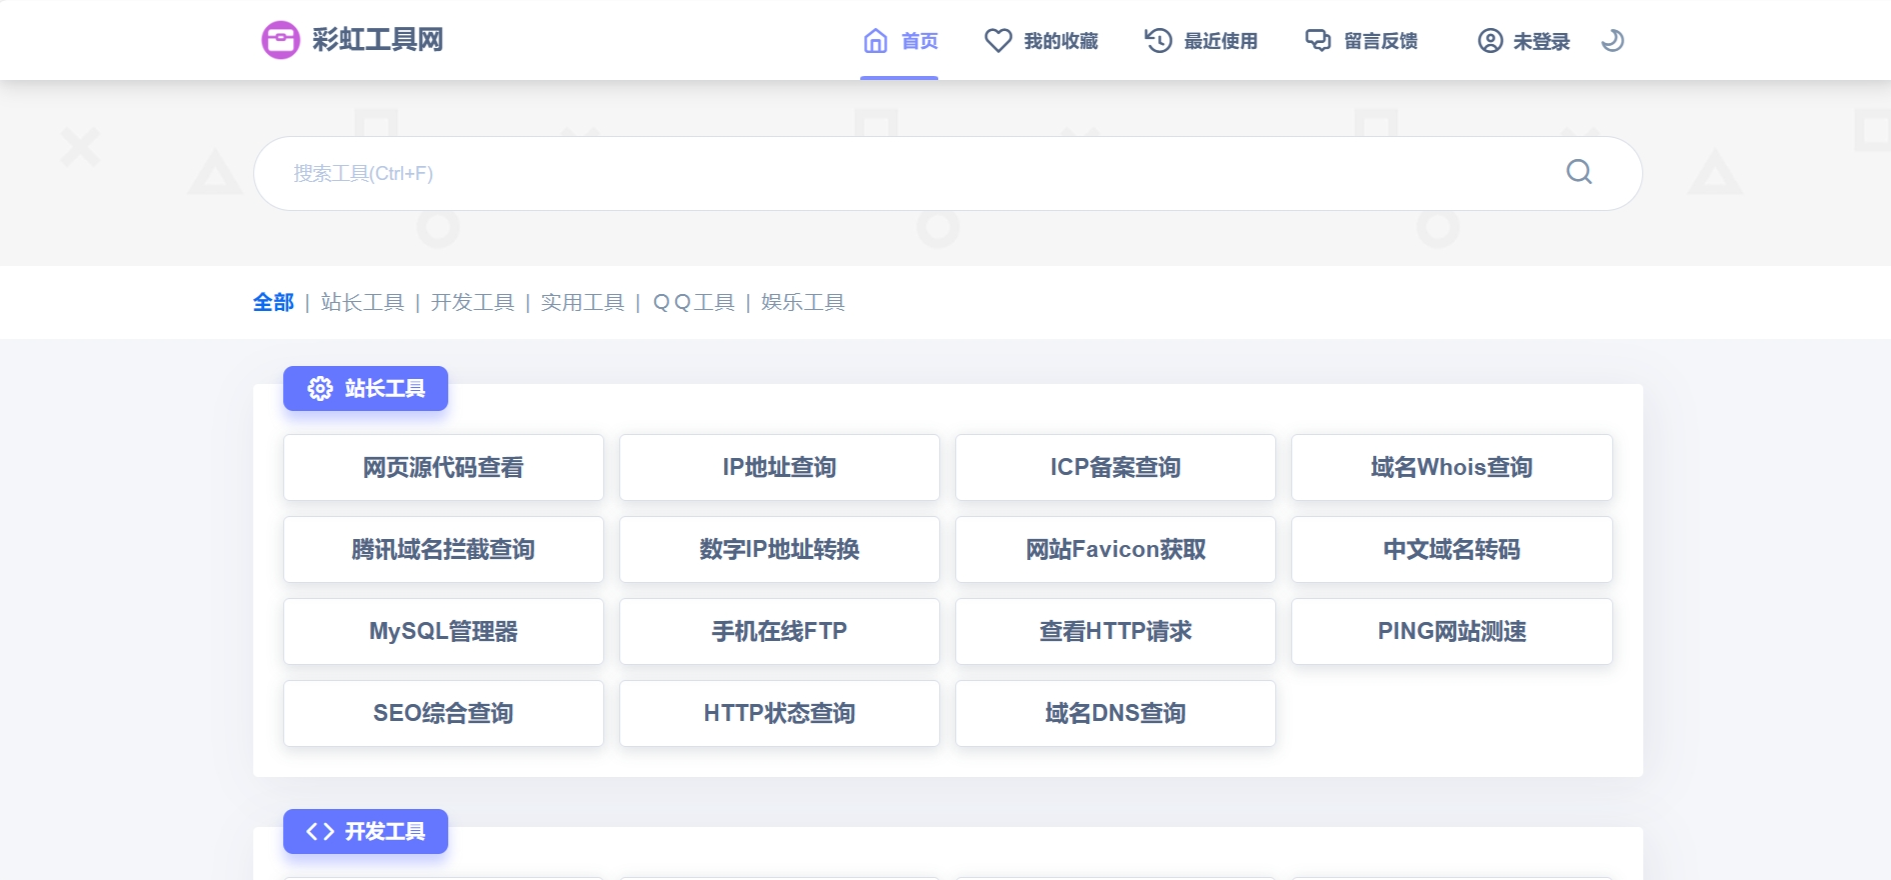 彩虹工具网
首页 我的收藏 最近使用 留言反馈 未登录
搜索工具(Ctrl+F)
全部 | 站长工具 | 开发工具 | 实用工具 | ＱＱ工具 | 娱乐工具
站长工具
网页源代码查看 IP地址查询 ICP备案查询 域名Whois查询
腾讯域名拦截查询 数字IP地址转换 网站Favicon获取 中文域名转码
MySQL管理器 手机在线FTP 查看HTTP请求 PING网站测速
SEO综合查询 HTTP状态查询 域名DNS查询
开发工具